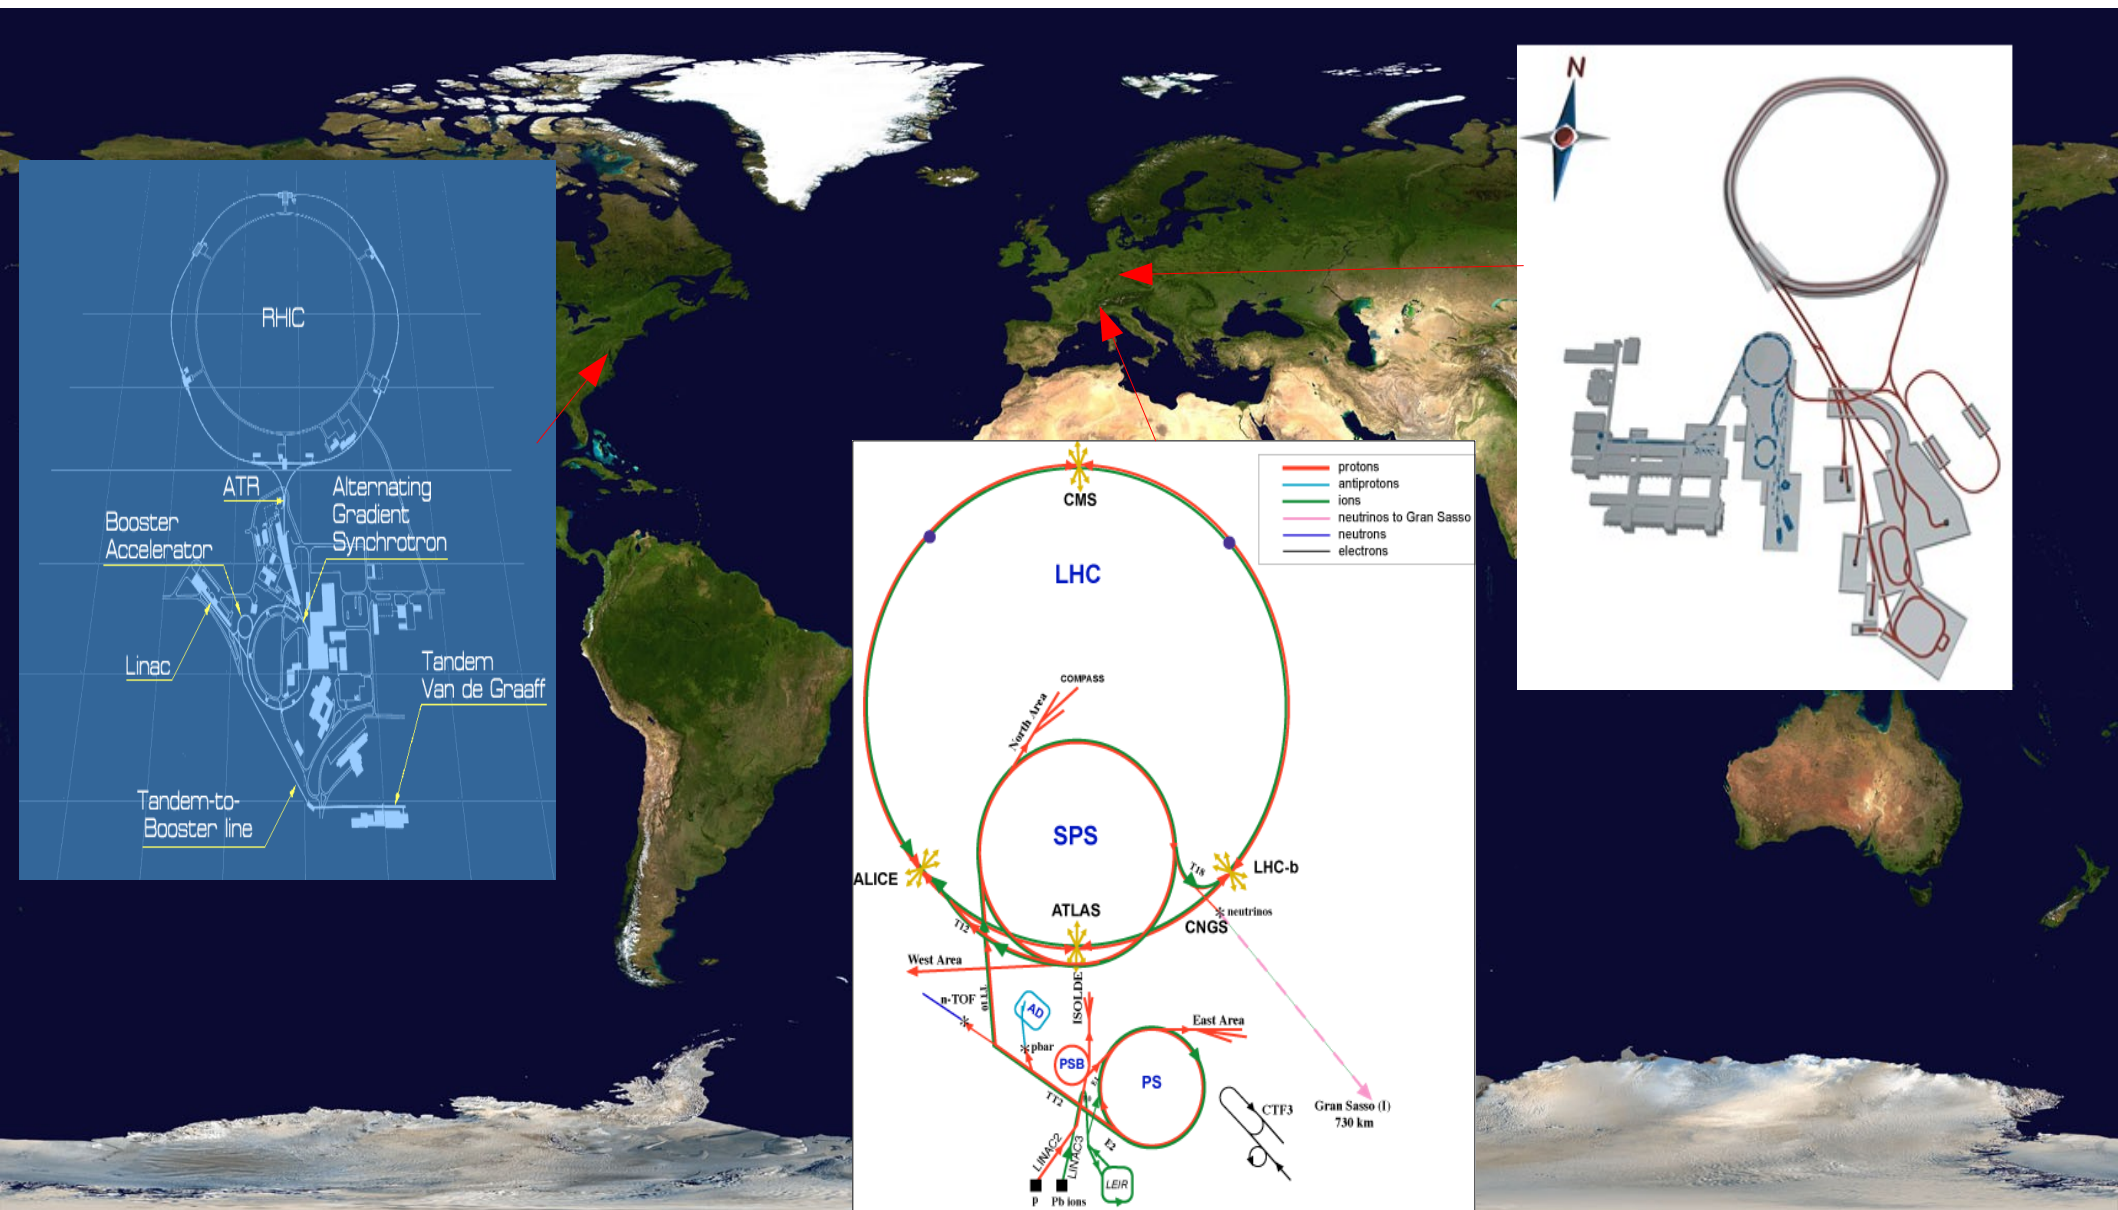 RHIC
ATR
Alternating
Gradient
Synchrotron
Booster
Accelerator
Linac
Tandem
Van de Graaff
Tandem-to-
Booster line
protons
antiprotons
ions
neutrinos to Gran Sasso
neutrons
electrons
CMS
LHC
COMPASS
North Area
SPS
ALICE
LHC-b
T18
ATLAS
neutrinos
CNGS
T12
West Area
TT10
n-TOF
AD
ISOLDE
East Area
pbar
PSB
PS
TT2
E2
CTF3
Gran Sasso (I)
730 km
LINAC2
LINAC3
LEIR
p
Pb ions
N